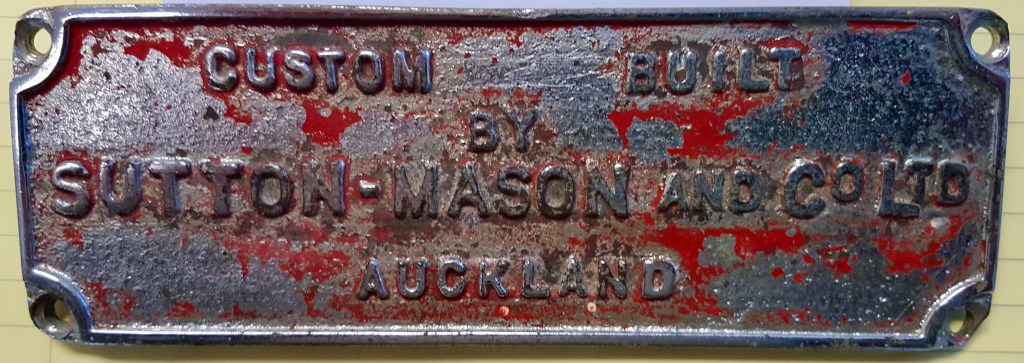 CUSTOM BUILT
BY
SUTTON-MASON AND CO LTD
AUCKLAND